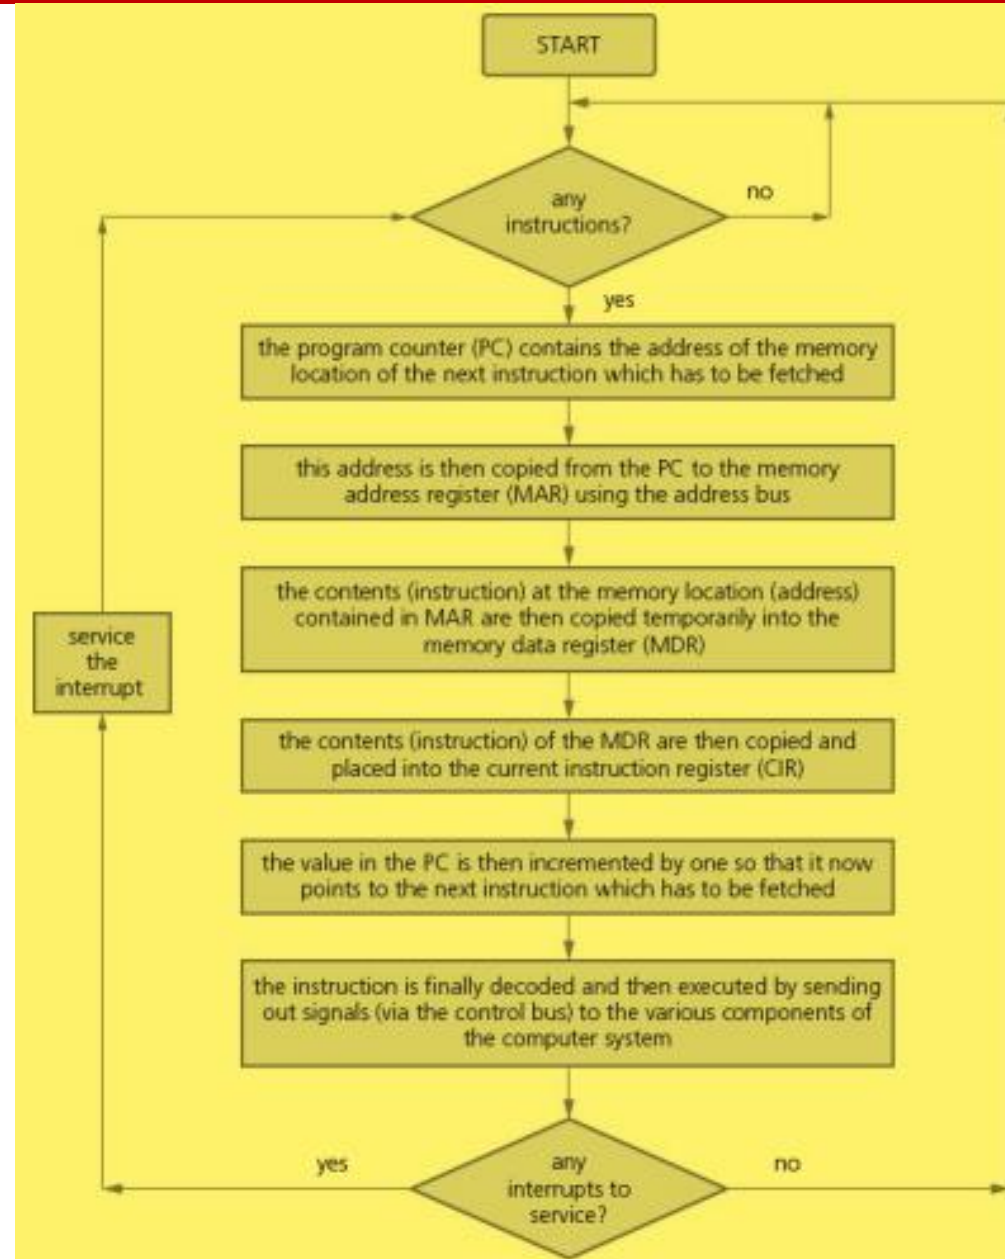 START
any
instructions?
no
yes
the program counter (PC) contains the address of the memory
location of the next instruction which has to be fetched
this address is then copied from the PC to the memory
address register (MAR) using the address bus
the contents (instruction) at the memory location (address)
contained in MAR are then copied temporarily into the
memory data register (MDR)
service
the
interrupt
the contents (instruction) of the MDR are then copied and
placed into the current instruction register (CIR)
the value in the PC is then incremented by one so that it now
points to the next instruction which has to be fetched
the instruction is finally decoded and then executed by sending
out signals (via the control bus) to the various components of
the computer system
yes
any
interrupts to
service?
no